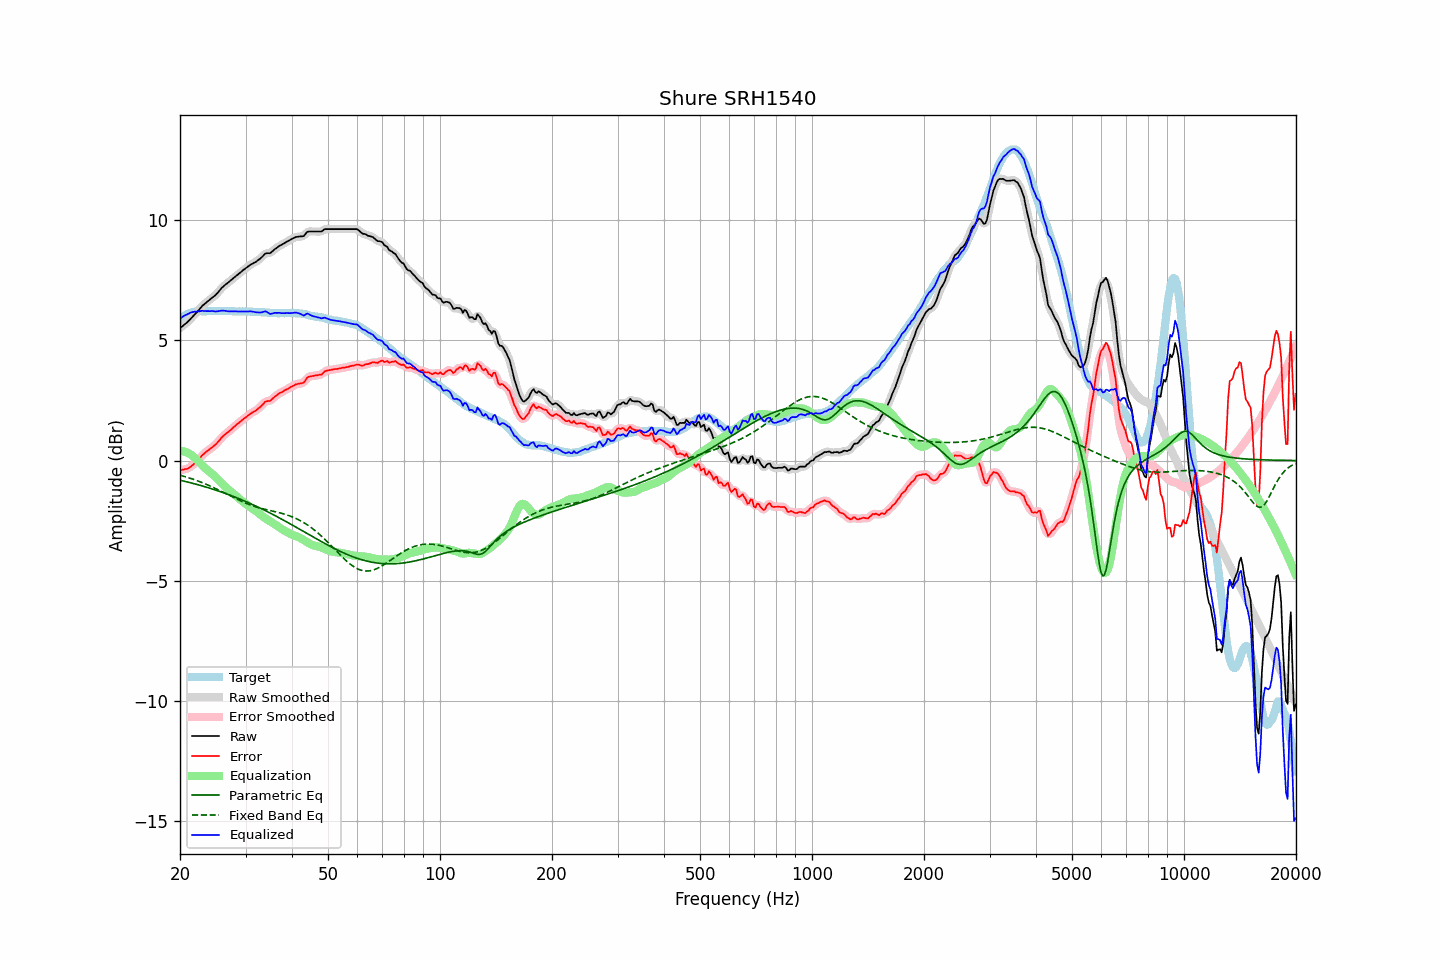 Shure SRH1540
Amplitude (dBr)
10
5
0
−5
−10
−15
Target
Raw Smoothed
Error Smoothed
Raw
Error
Equalization
Parametric Eq
Fixed Band Eq
Equalized
20 50 100 200 500 1000 2000 5000 10000 20000
Frequency (Hz)